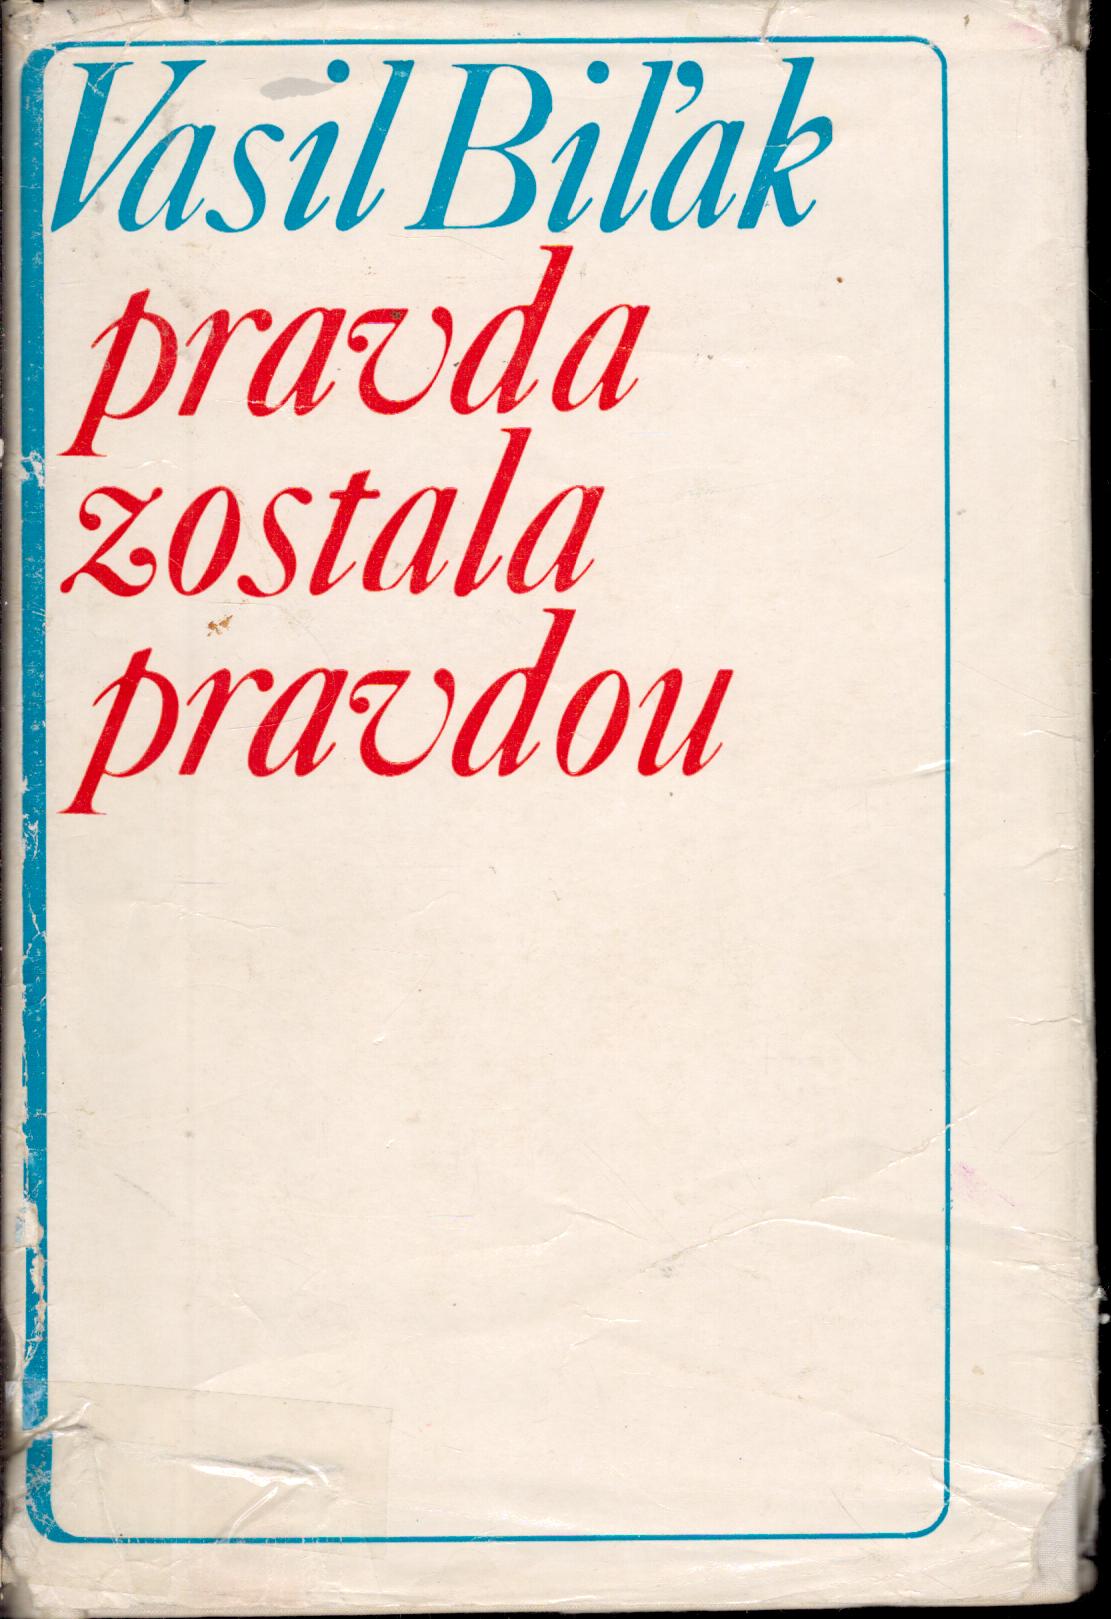 Vasil Biľak
pravda
zostala
pravdou